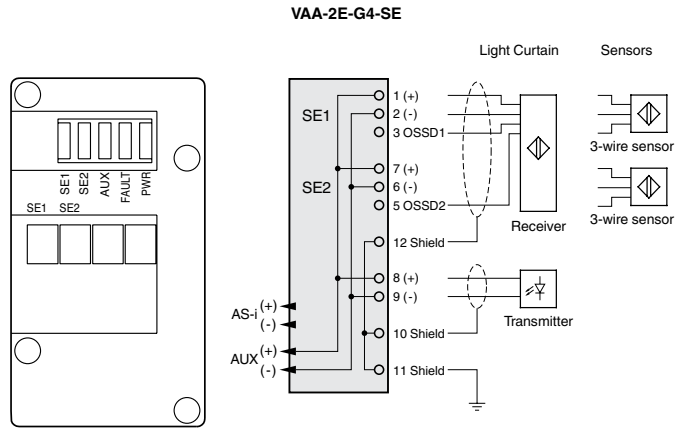 VAA-2E-G4-SE
Light Curtain
Sensors
SE1
SE2
AUX
FAULT
PWR
SE1 SE2
SE1
1 (+)
2 (-)
3 OSSD1
SE2
7 (+)
6 (-)
5 OSSD2
12 Shield
8 (+)
9 (-)
10 Shield
11 Shield
AS-i (+)
(-)
AUX (+)
(-)
Receiver
Transmitter
3-wire sensor
3-wire sensor